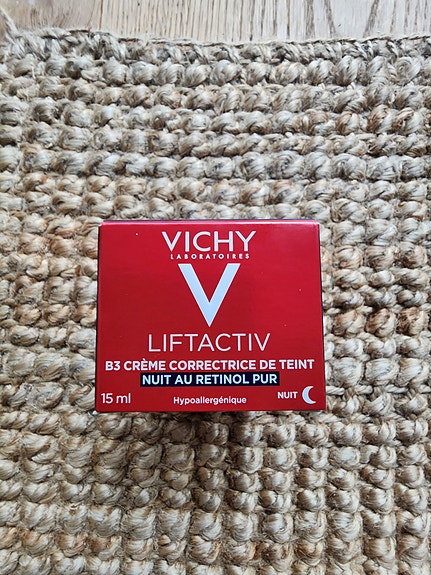 VICHY
LABORATOIRES
V
LIFTACTIV
B3 CRÈME CORRECTRICE DE TEINT
NUIT AU RETINOL PUR
15 ml
Hypoallergénique
NUIT